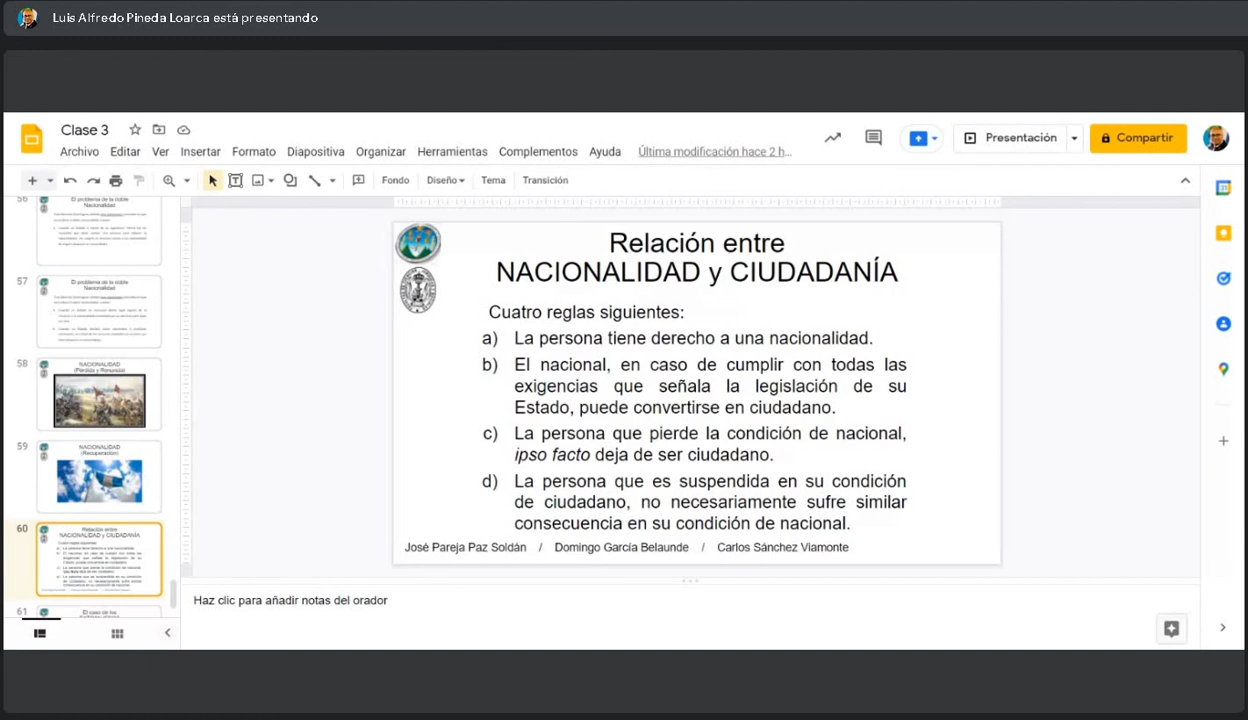 Luis Alfredo Pineda Loarca está presentando
Clase 3
Archivo Editar Ver Insertar Formato Diapositiva Organizar Herramientas Complementos Ayuda Última modificación hace 2 h...
Presentación
Compartir
Fondo Diseño Tema Transición
56
El problema de la doble
Nacionalidad
57
El problema de la doble
Nacionalidad
58
NACIONALIDAD
(Pérdida y Renuncia)
59
NACIONALIDAD
(Recuperación)
60
Relación entre
NACIONALIDAD y CIUDADANÍA
61
El caso de los
Relación entre
NACIONALIDAD y CIUDADANÍA
Cuatro reglas siguientes:
a) La persona tiene derecho a una nacionalidad.
b) El nacional, en caso de cumplir con todas las
exigencias que señala la legislación de su
Estado, puede convertirse en ciudadano.
c) La persona que pierde la condición de nacional,
ipso facto deja de ser ciudadano.
d) La persona que es suspendida en su condición
de ciudadano, no necesariamente sufre similar
consecuencia en su condición de nacional.
José Pareja Paz Soldán / Domingo García Belaunde / Carlos Sánchez Viamonte
Haz clic para añadir notas del orador